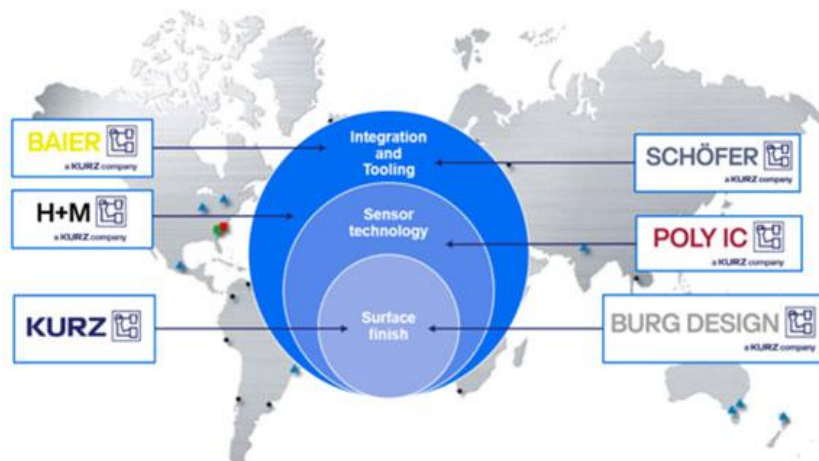 BAIER
a KURZ company
H+M
a KURZ company
KURZ
Integration
and
Tooling
Sensor
technology
Surface
finish
SCHÖFER
a KURZ company
POLY IC
a KURZ company
BURG DESIGN
a KURZ company